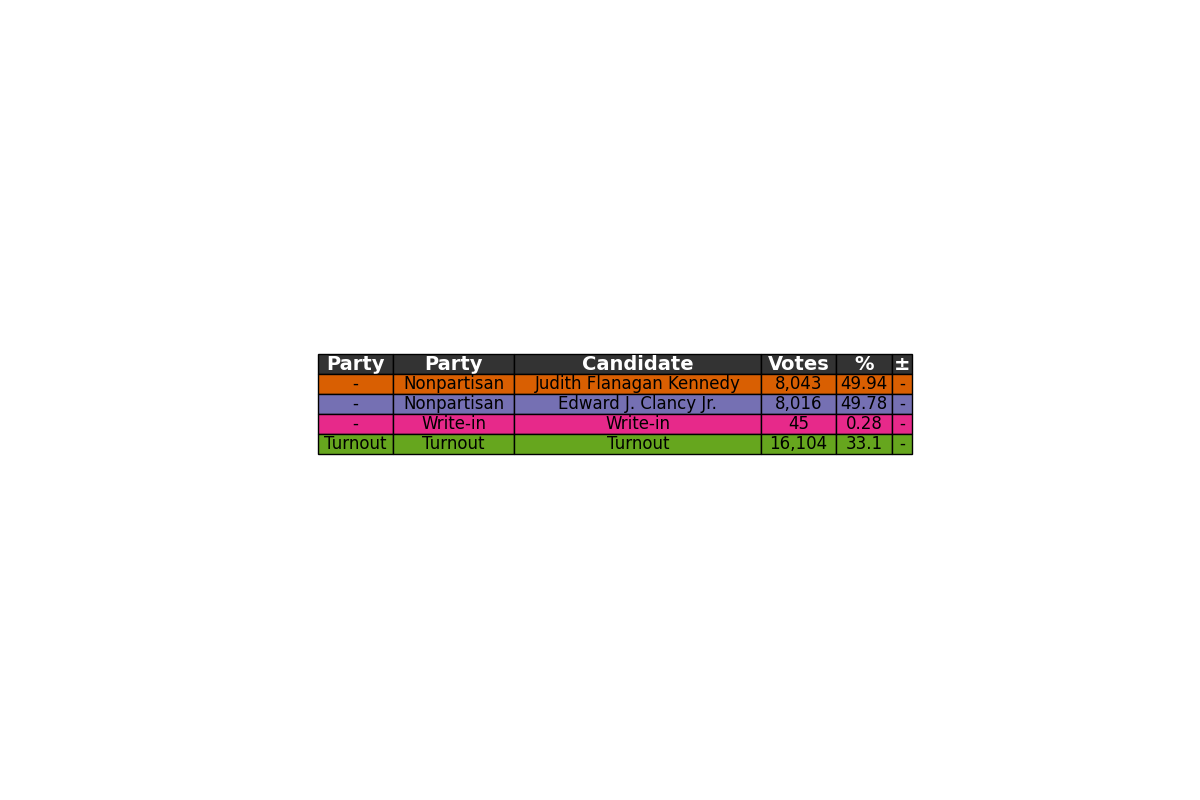 Party Party Candidate Votes % ±
- Nonpartisan Judith Flanagan Kennedy 8,043 49.94 -
- Nonpartisan Edward J. Clancy Jr. 8,016 49.78 -
- Write-in Write-in 45 0.28 -
Turnout Turnout Turnout 16,104 33.1 -